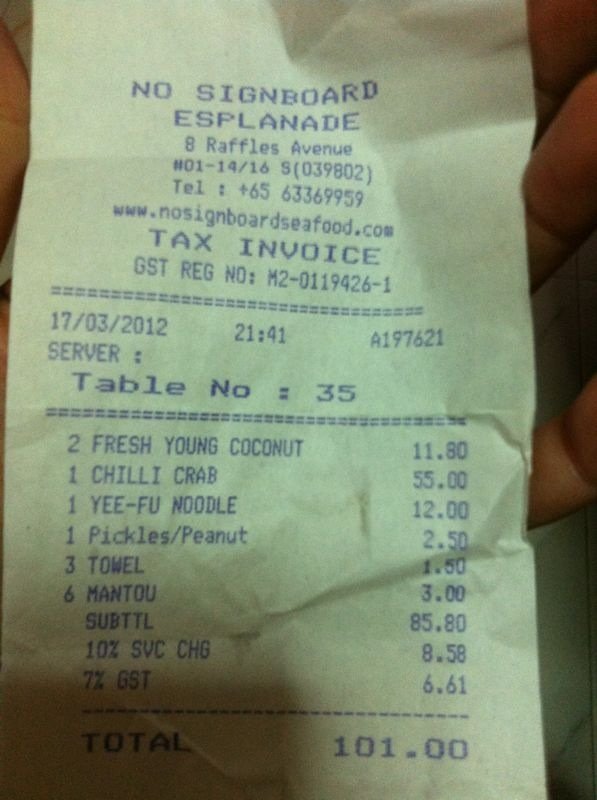 NO SIGNBOARD
ESPLANADE
8 Raffles Avenue
#01-14/16 S(039802)
Tel : +65 63369959
www.nosignboardseafood.com
TAX INVOICE
GST REG NO: M2-0119426-1
17/03/2012 21:41 A197621
SERVER :
Table No : 35
2 FRESH YOUNG COCONUT 11.80
1 CHILLI CRAB 55.00
1 YEE-FU NOODLE 12.00
1 Pickles/Peanut 2.50
3 TOWEL 1.50
6 MANTOU 3.00
SUBTTL 85.80
10% SVC CHG 8.58
7% GST 6.61
TOTAL 101.00